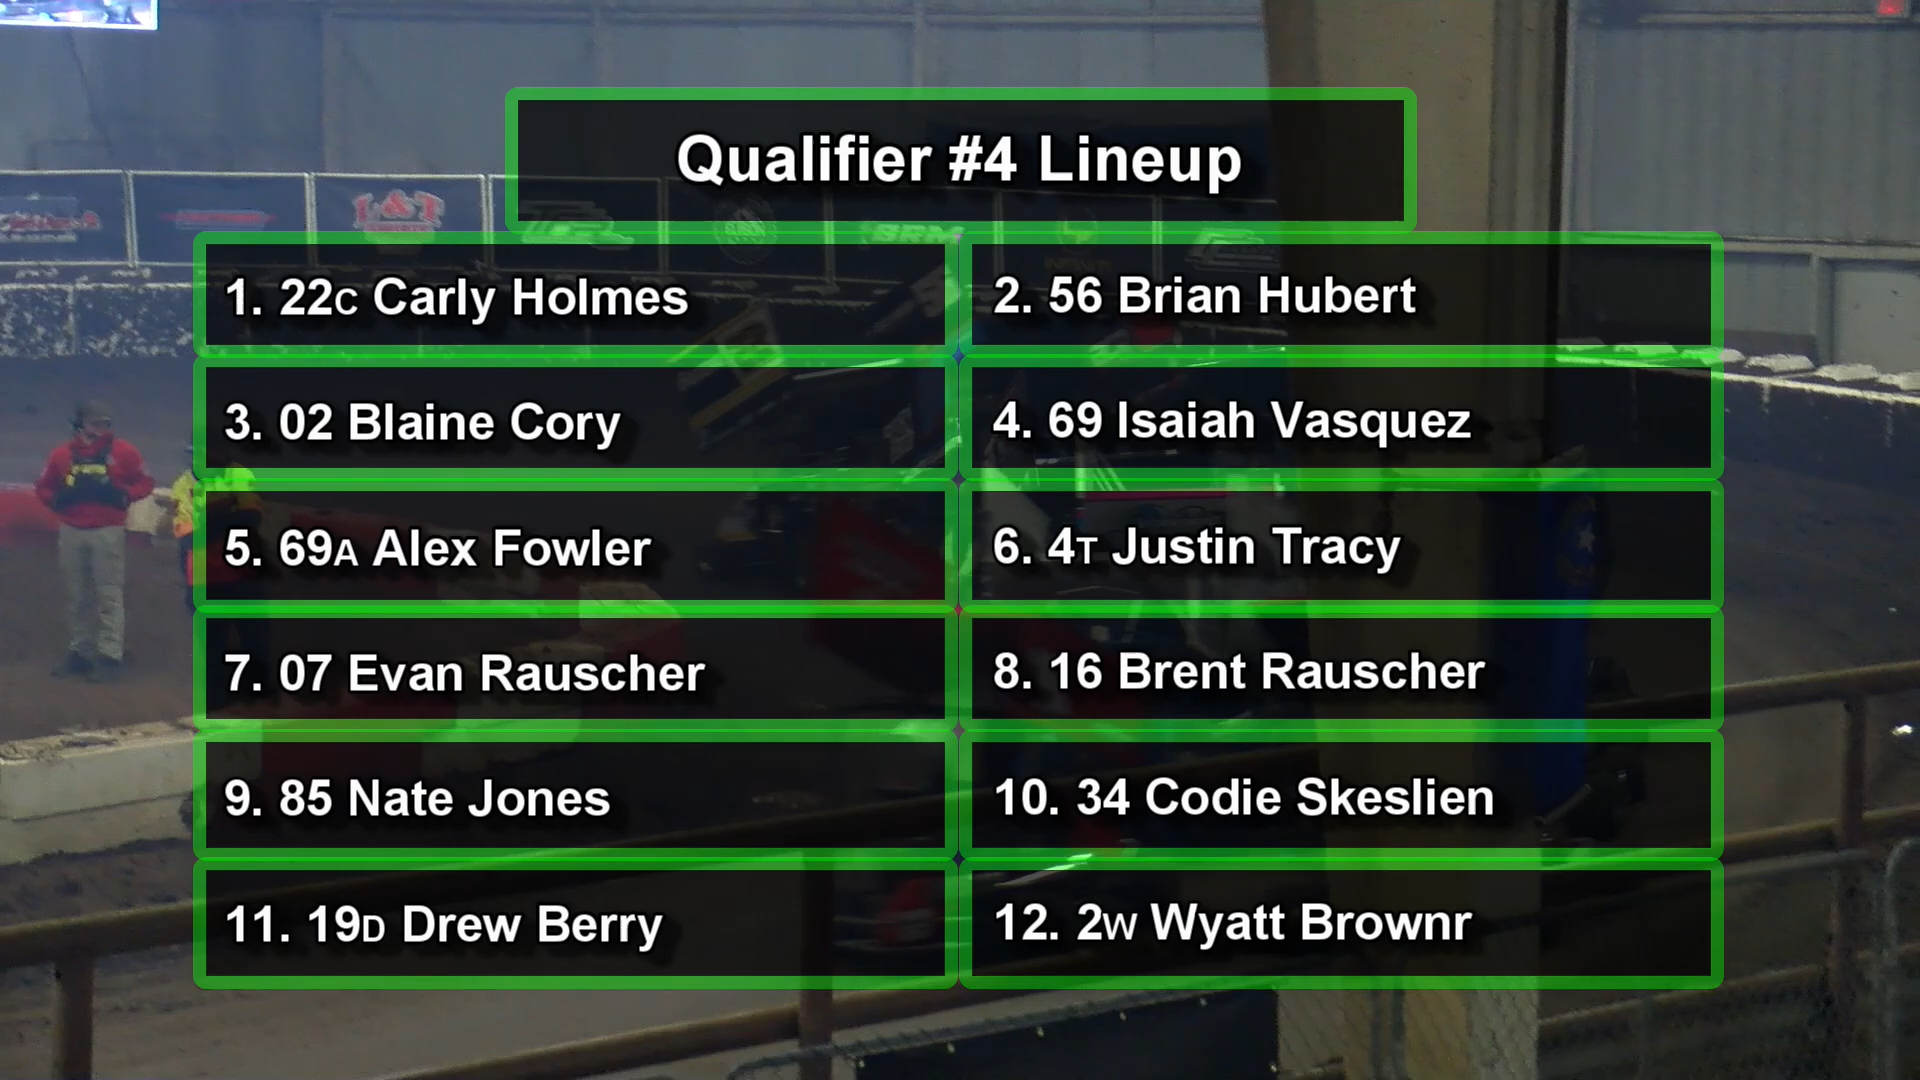 Qualifier #4 Lineup
1. 22C Carly Holmes
2. 56 Brian Hubert
3. 02 Blaine Cory
4. 69 Isaiah Vasquez
5. 69A Alex Fowler
6. 4T Justin Tracy
7. 07 Evan Rauscher
8. 16 Brent Rauscher
9. 85 Nate Jones
10. 34 Codie Skeslien
11. 19D Drew Berry
12. 2W Wyatt Brownr
BRM